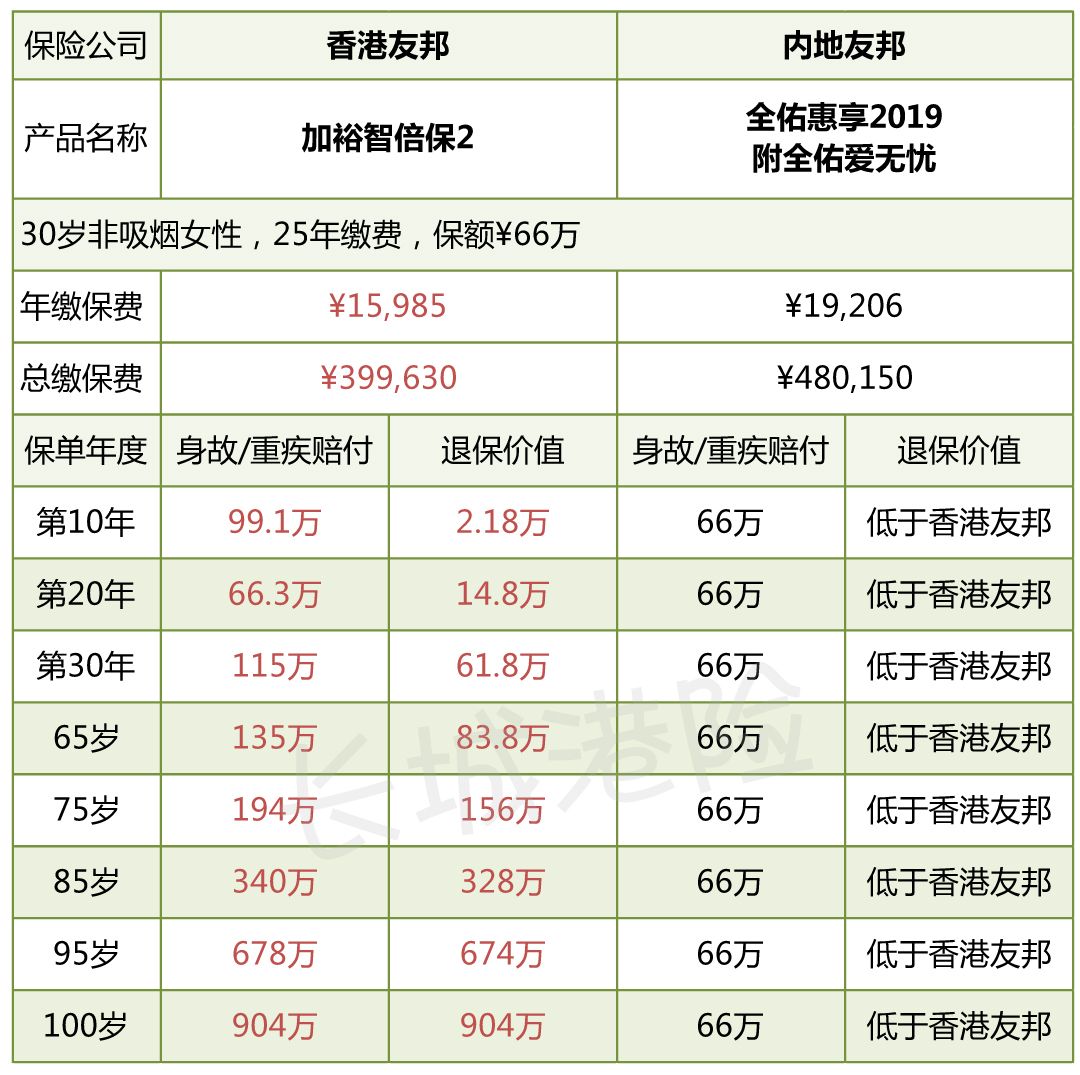 保险公司 香港友邦 内地友邦
产品名称 加裕智倍保2 全佑惠享2019
附全佑爱无忧
30岁非吸烟女性，25年缴费，保额¥66万
年缴保费 ¥15,985 ¥19,206
总缴保费 ¥399,630 ¥480,150
保单年度 身故/重疾赔付 退保价值 身故/重疾赔付 退保价值
第10年 99.1万 2.18万 66万 低于香港友邦
第20年 66.3万 14.8万 66万 低于香港友邦
第30年 115万 61.8万 66万 低于香港友邦
65岁 135万 83.8万 66万 低于香港友邦
75岁 194万 156万 66万 低于香港友邦
85岁 340万 328万 66万 低于香港友邦
95岁 678万 674万 66万 低于香港友邦
100岁 904万 904万 66万 低于香港友邦
长城港险